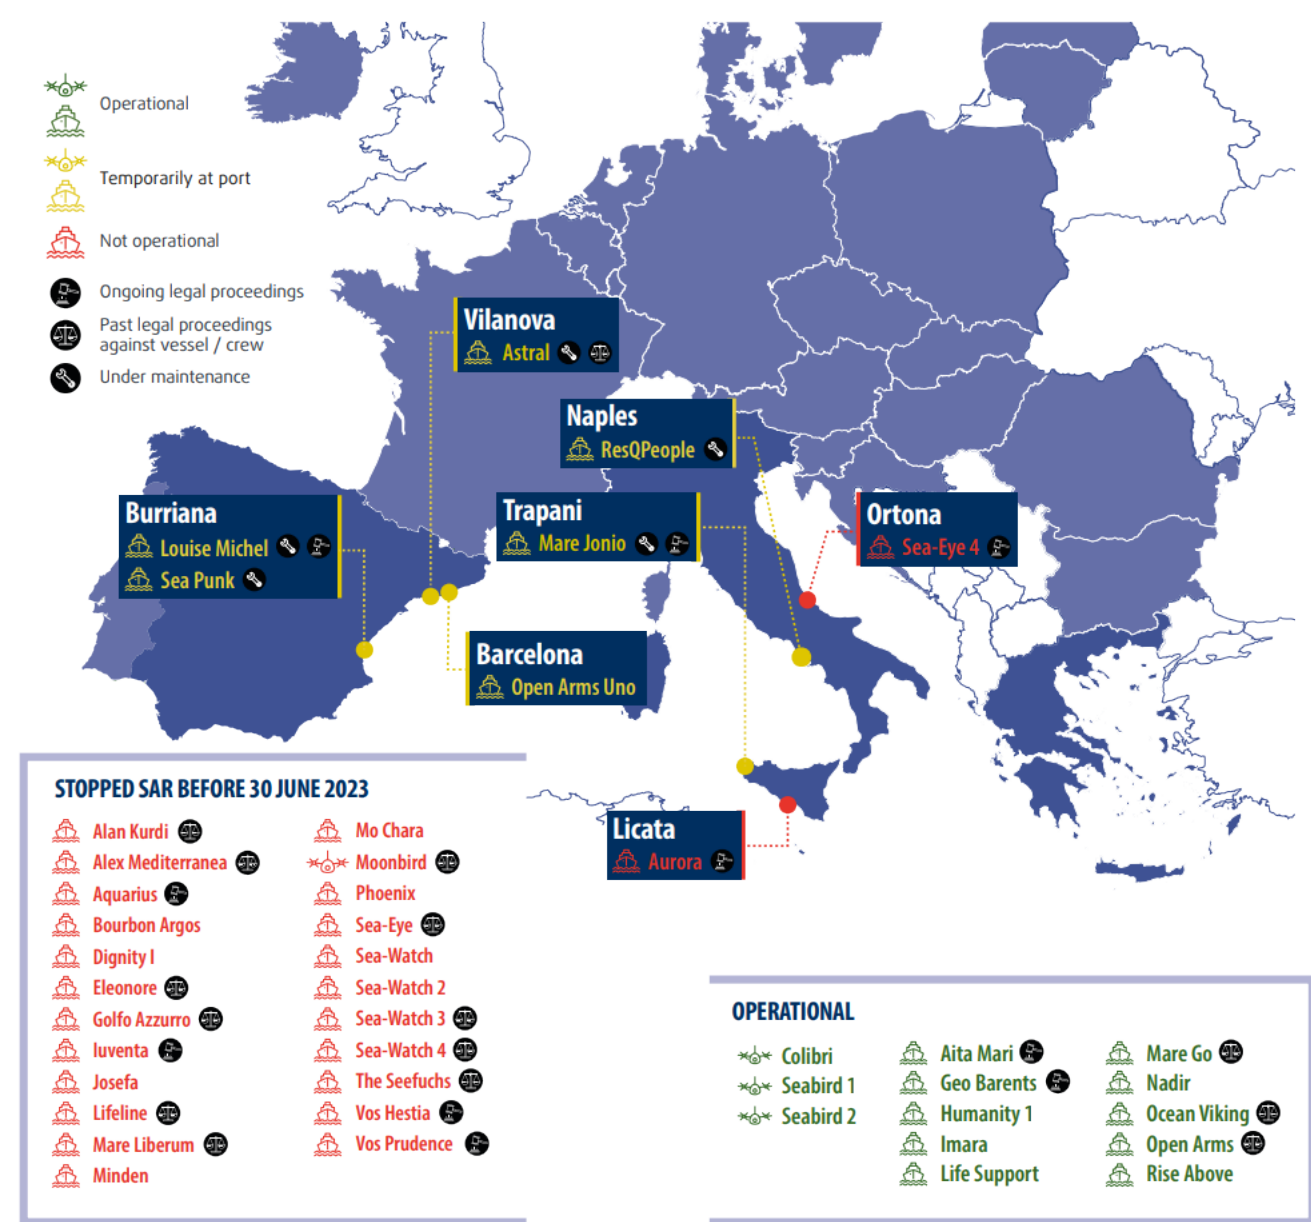 Operational
Temporarily at port
Not operational
Ongoing legal proceedings
Past legal proceedings
against vessel / crew
Under maintenance
Vilanova
Astral
Naples
ResQPeople
Burriana
Louise Michel
Sea Punk
Trapani
Mare Jonio
Ortona
Sea-Eye 4
Barcelona
Open Arms Uno
Licata
Aurora
STOPPED SAR BEFORE 30 JUNE 2023
Alan Kurdi
Alex Mediterranea
Aquarius
Bourbon Argos
Dignity I
Eleonore
Golfo Azzurro
Iuventa
Josefa
Lifeline
Mare Liberum
Minden
Mo Chara
Moonbird
Phoenix
Sea-Eye
Sea-Watch
Sea-Watch 2
Sea-Watch 3
Sea-Watch 4
The Seefuchs
Vos Hestia
Vos Prudence
OPERATIONAL
Colibri
Seabird 1
Seabird 2
Aita Mari
Geo Barents
Humanity 1
Imara
Life Support
Mare Go
Nadir
Ocean Viking
Open Arms
Rise Above